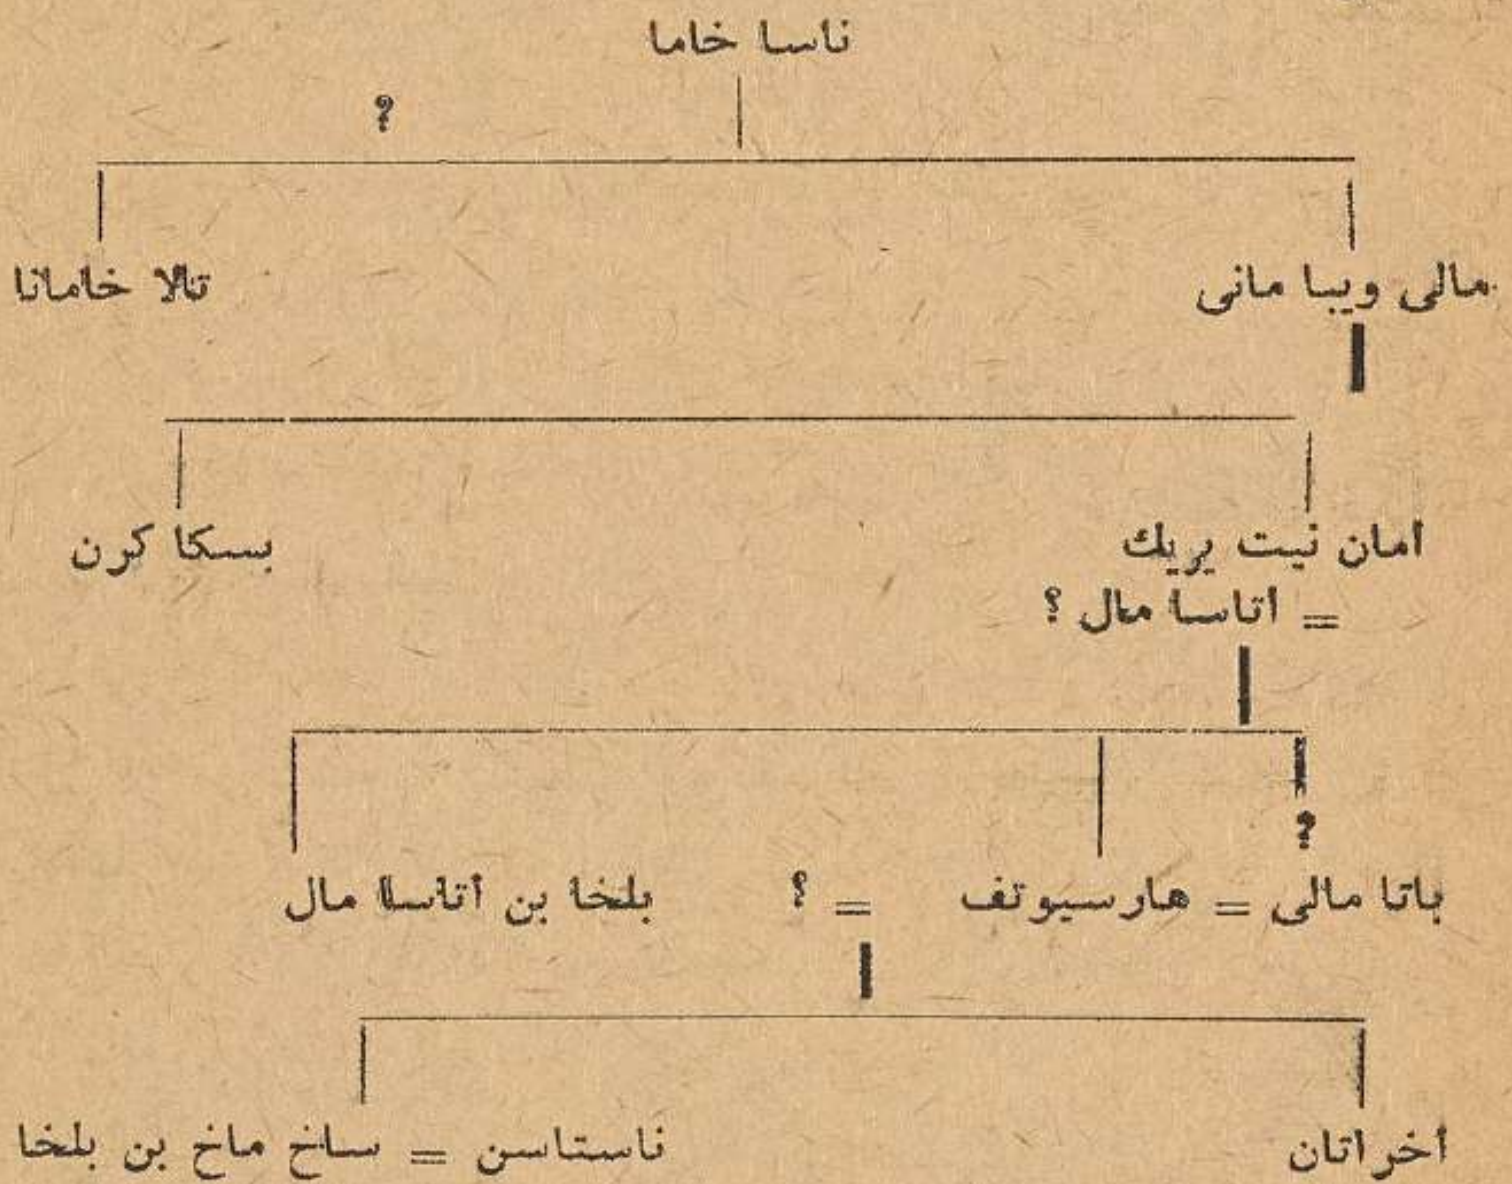 ناسا خاما
?
مالى ويبا مانى تالا خامانا
امان نيت يريك بسكا كرن
= أتاسا مال ؟
?
باتا مالى = هارسيوتف = ؟ بلخا بن أتاسا مال
أخراتان ناستاسن = ساخ ماخ بن بلخا